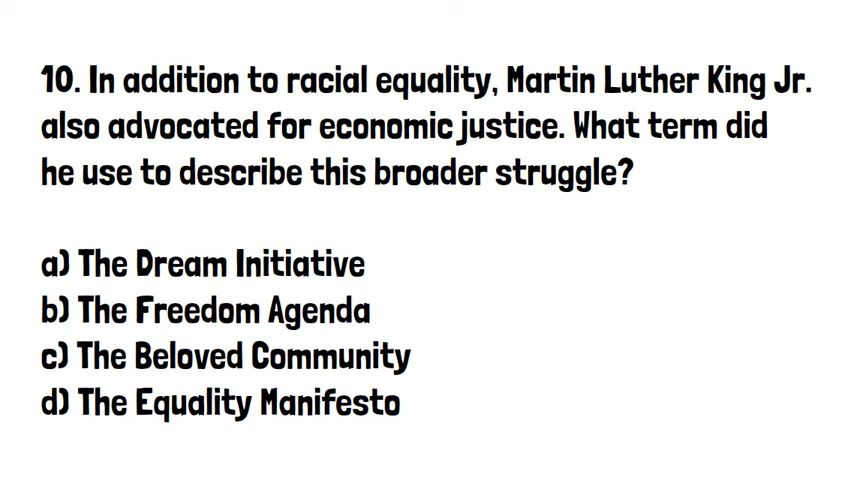 10. In addition to racial equality, Martin Luther King Jr.
also advocated for economic justice. What term did
he use to describe this broader struggle?
a) The Dream Initiative
b) The Freedom Agenda
c) The Beloved Community
d) The Equality Manifesto